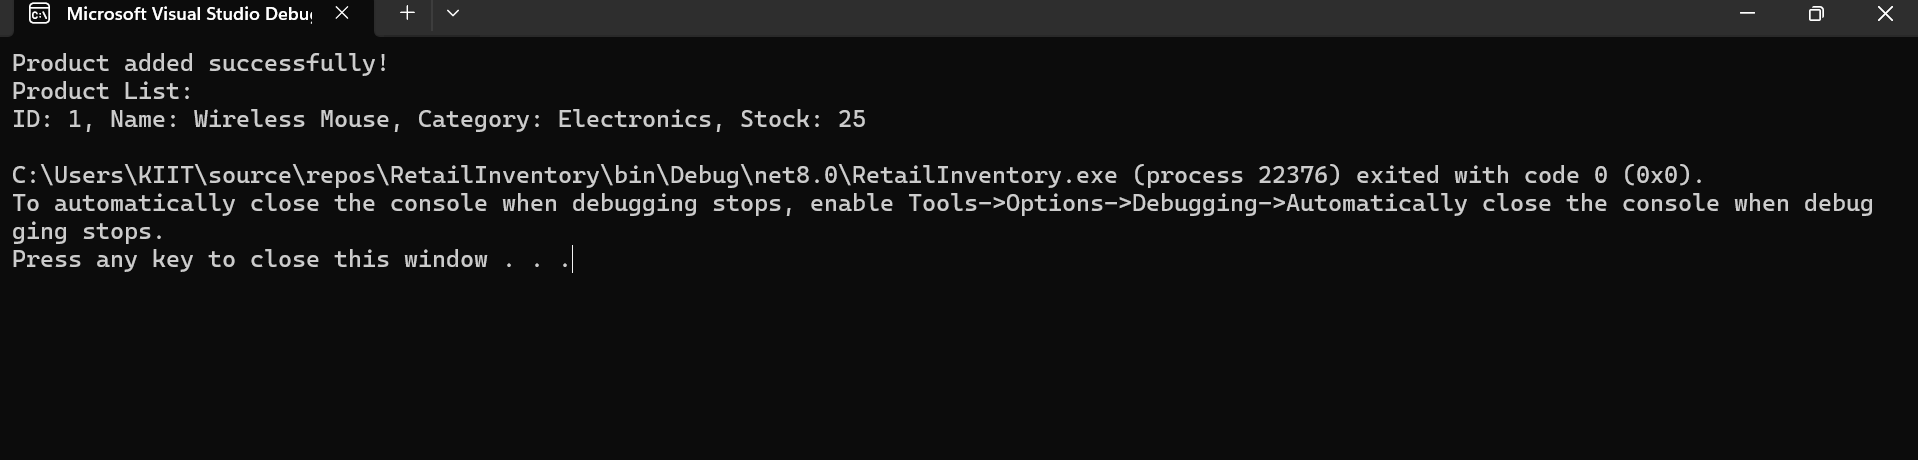 Microsoft Visual Studio Debu
Product added successfully!
Product List:
ID: 1, Name: Wireless Mouse, Category: Electronics, Stock: 25
C:\Users\KIIT\source\repos\RetailInventory\bin\Debug\net8.0\RetailInventory.exe (process 22376) exited with code 0 (0x0).
To automatically close the console when debugging stops, enable Tools->Options->Debugging->Automatically close the console when debug
ging stops.
Press any key to close this window . . .